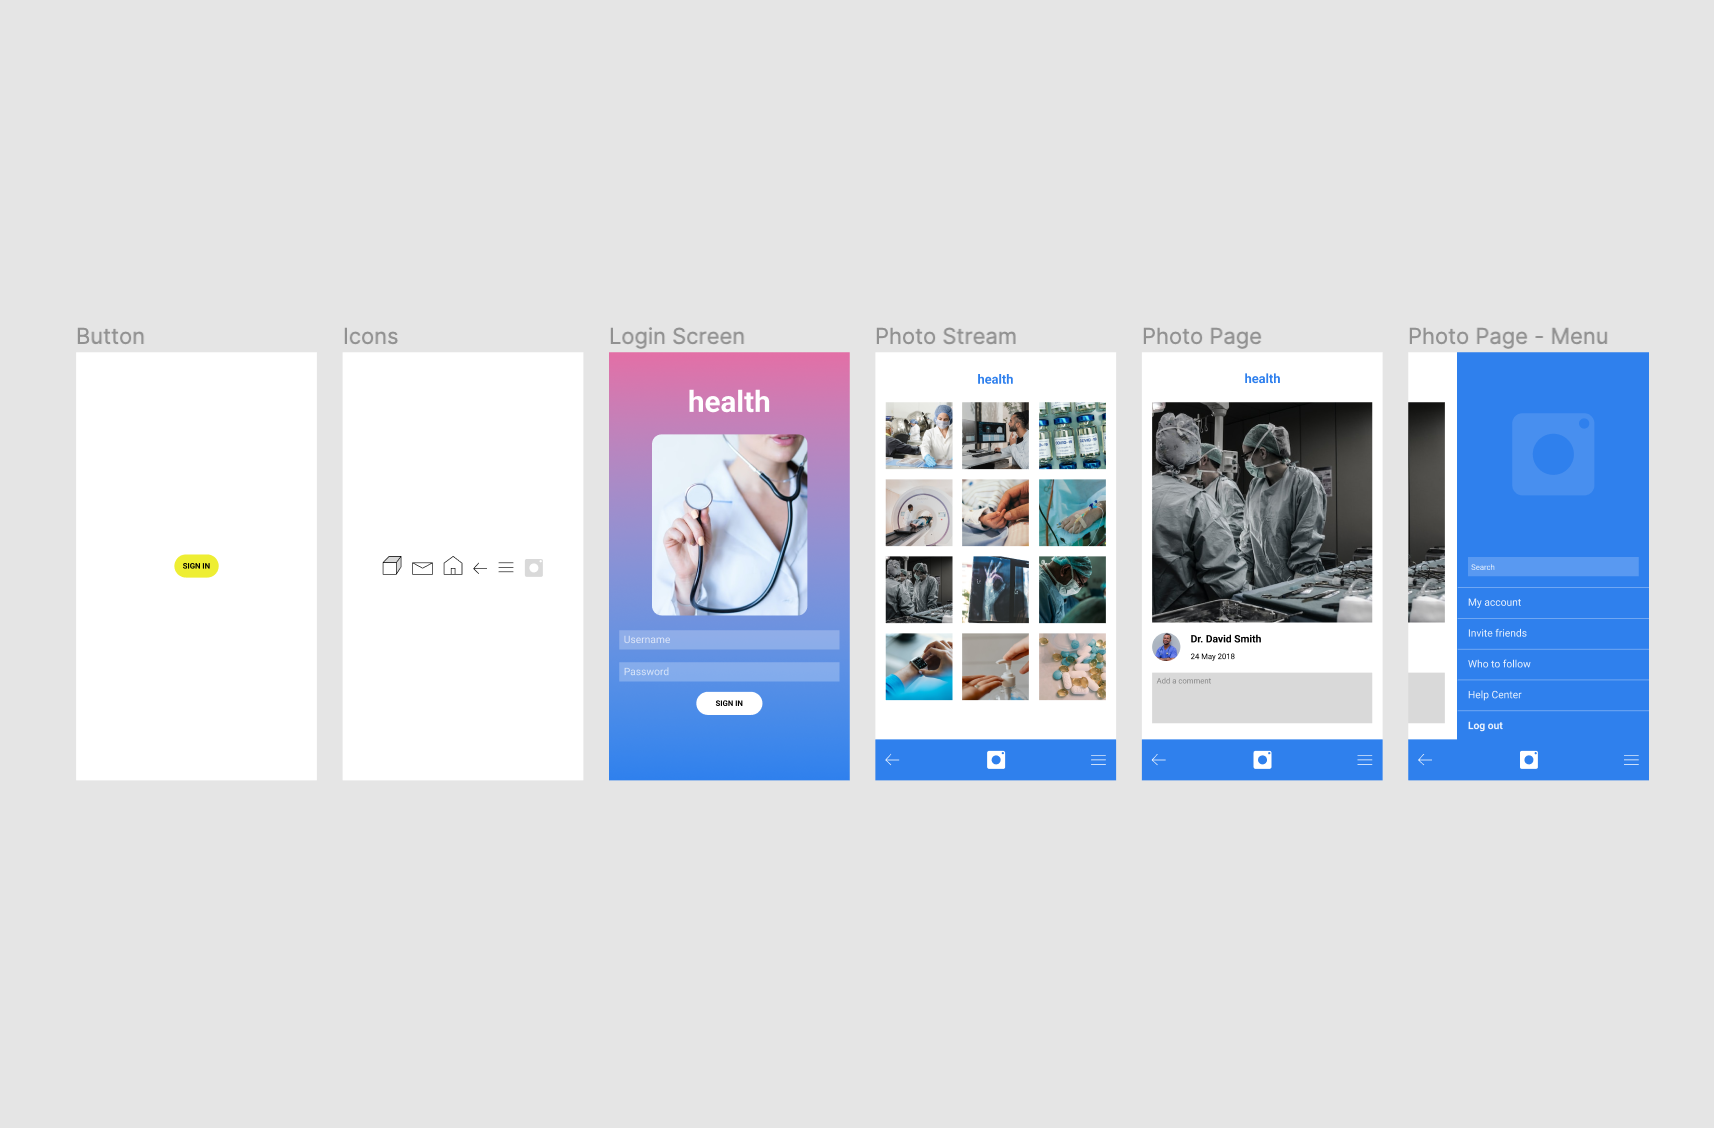 Button
SIGN IN
Icons
Login Screen
health
Username
Password
SIGN IN
Photo Stream
health
Photo Page
health
Dr. David Smith
24 May 2018
Add a comment
Photo Page - Menu
Search
My account
Invite friends
Who to follow
Help Center
Log out